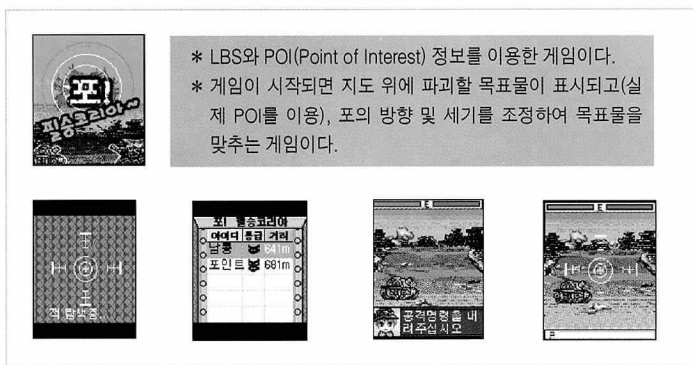 포!
필승코리아~
* LBS와 POI(Point of Interest) 정보를 이용한 게임이다.
* 게임이 시작되면 지도 위에 파괴할 목표물이 표시되고(실
제 POI를 이용), 포의 방향 및 세기를 조정하여 목표물을
맞추는 게임이다.
적 탐색중...
포! 필승코리아
아이디 등급 거리
달룡 641m
포인트 681m
E
공격명령을 내
려주십시오
E
P